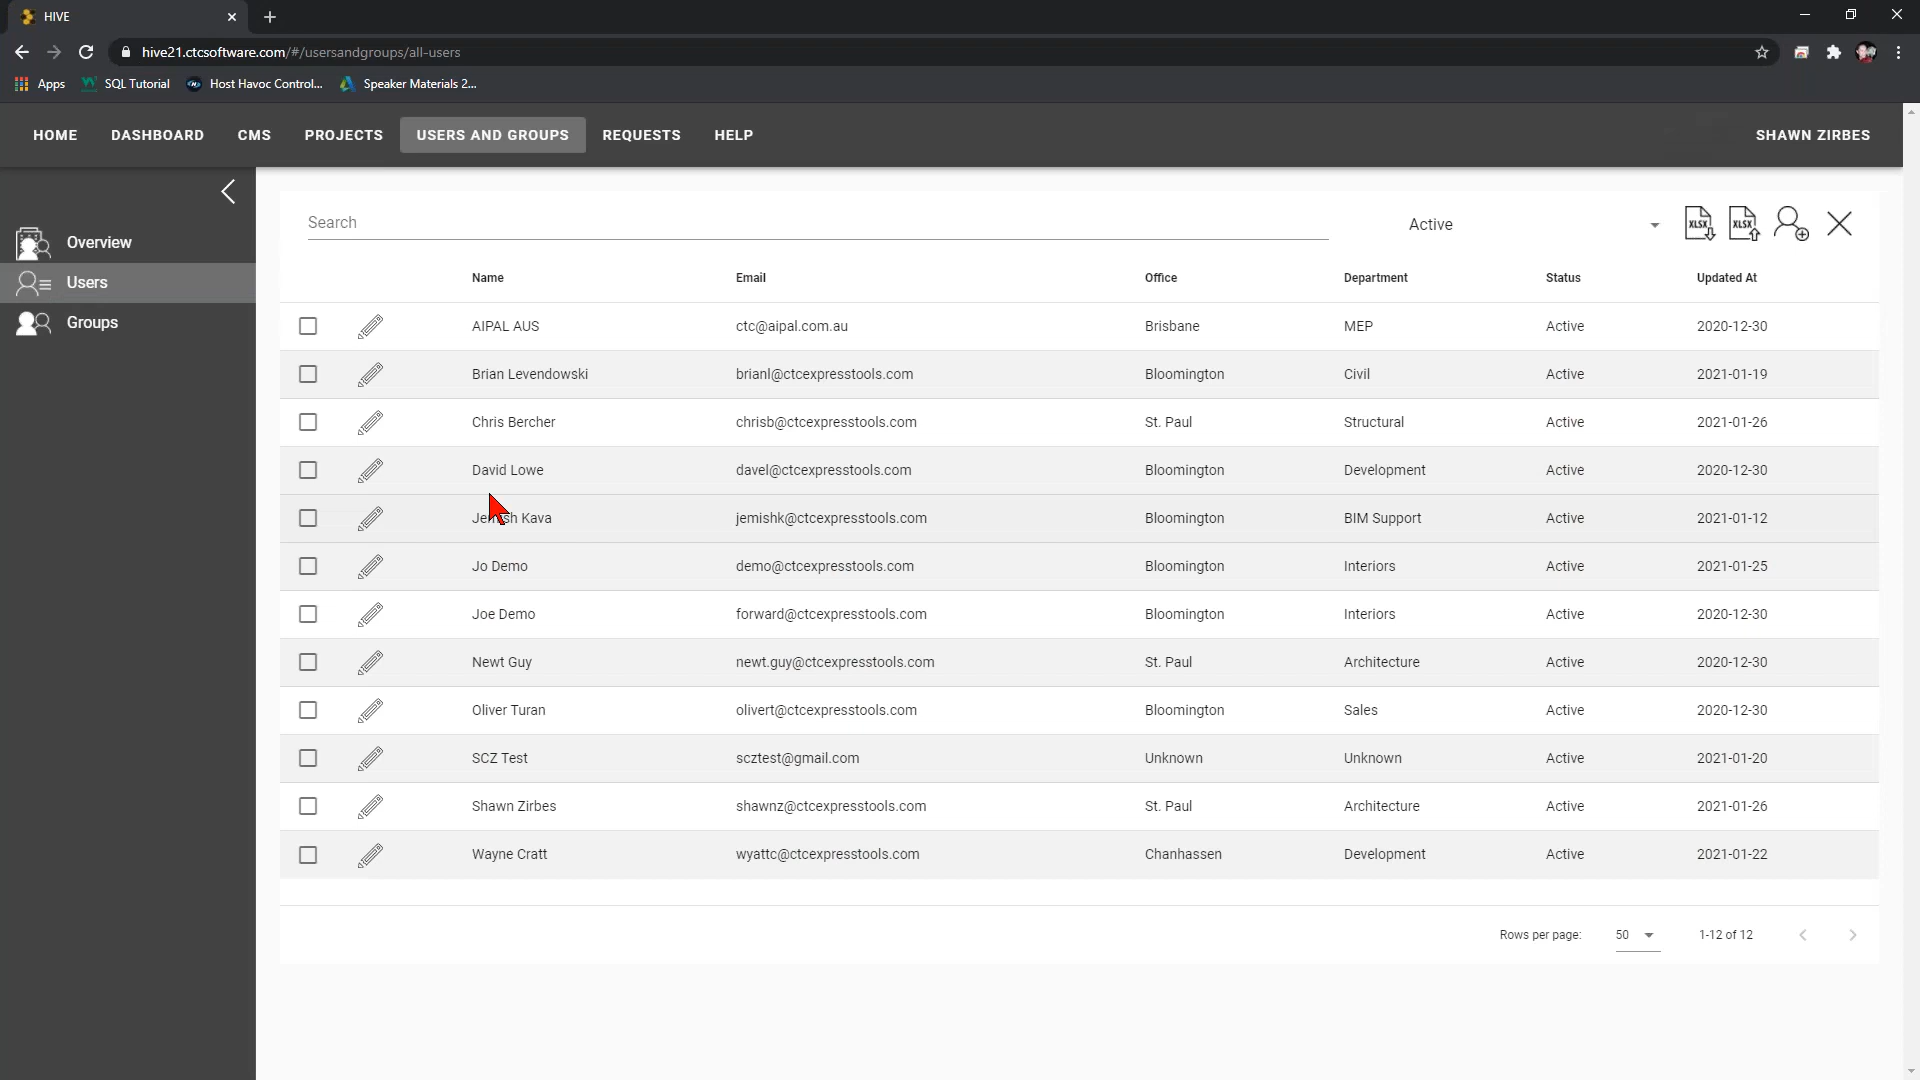 HIVE
hive21.ctcsoftware.com/#/usersandgroups/all-users
Apps SQL Tutorial Host Havoc Control... Speaker Materials 2...
HOME DASHBOARD CMS PROJECTS USERS AND GROUPS REQUESTS HELP SHAWN ZIRBES
Overview
Users
Groups
Search Active XLSX XLSX
Name Email Office Department Status Updated At
AIPAL AUS ctc@aipal.com.au Brisbane MEP Active 2020-12-30
Brian Levendowski brianl@ctcexpresstools.com Bloomington Civil Active 2021-01-19
Chris Bercher chrisb@ctcexpresstools.com St. Paul Structural Active 2021-01-26
David Lowe davel@ctcexpresstools.com Bloomington Development Active 2020-12-30
Jemish Kava jemishk@ctcexpresstools.com Bloomington BIM Support Active 2021-01-12
Jo Demo demo@ctcexpresstools.com Bloomington Interiors Active 2021-01-25
Joe Demo forward@ctcexpresstools.com Bloomington Interiors Active 2020-12-30
Newt Guy newt.guy@ctcexpresstools.com St. Paul Architecture Active 2020-12-30
Oliver Turan olivert@ctcexpresstools.com Bloomington Sales Active 2020-12-30
SCZ Test scztest@gmail.com Unknown Unknown Active 2021-01-20
Shawn Zirbes shawnz@ctcexpresstools.com St. Paul Architecture Active 2021-01-26
Wayne Cratt wyattc@ctcexpresstools.com Chanhassen Development Active 2021-01-22
Rows per page: 50 1-12 of 12